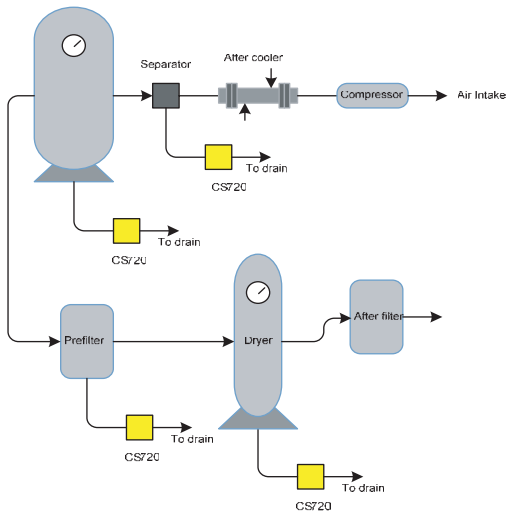 After cooler
Separator
Compressor
Air Intake
To drain
CS720
To drain
CS720
After filter
Prefilter
Dryer
To drain
CS720
To drain
CS720